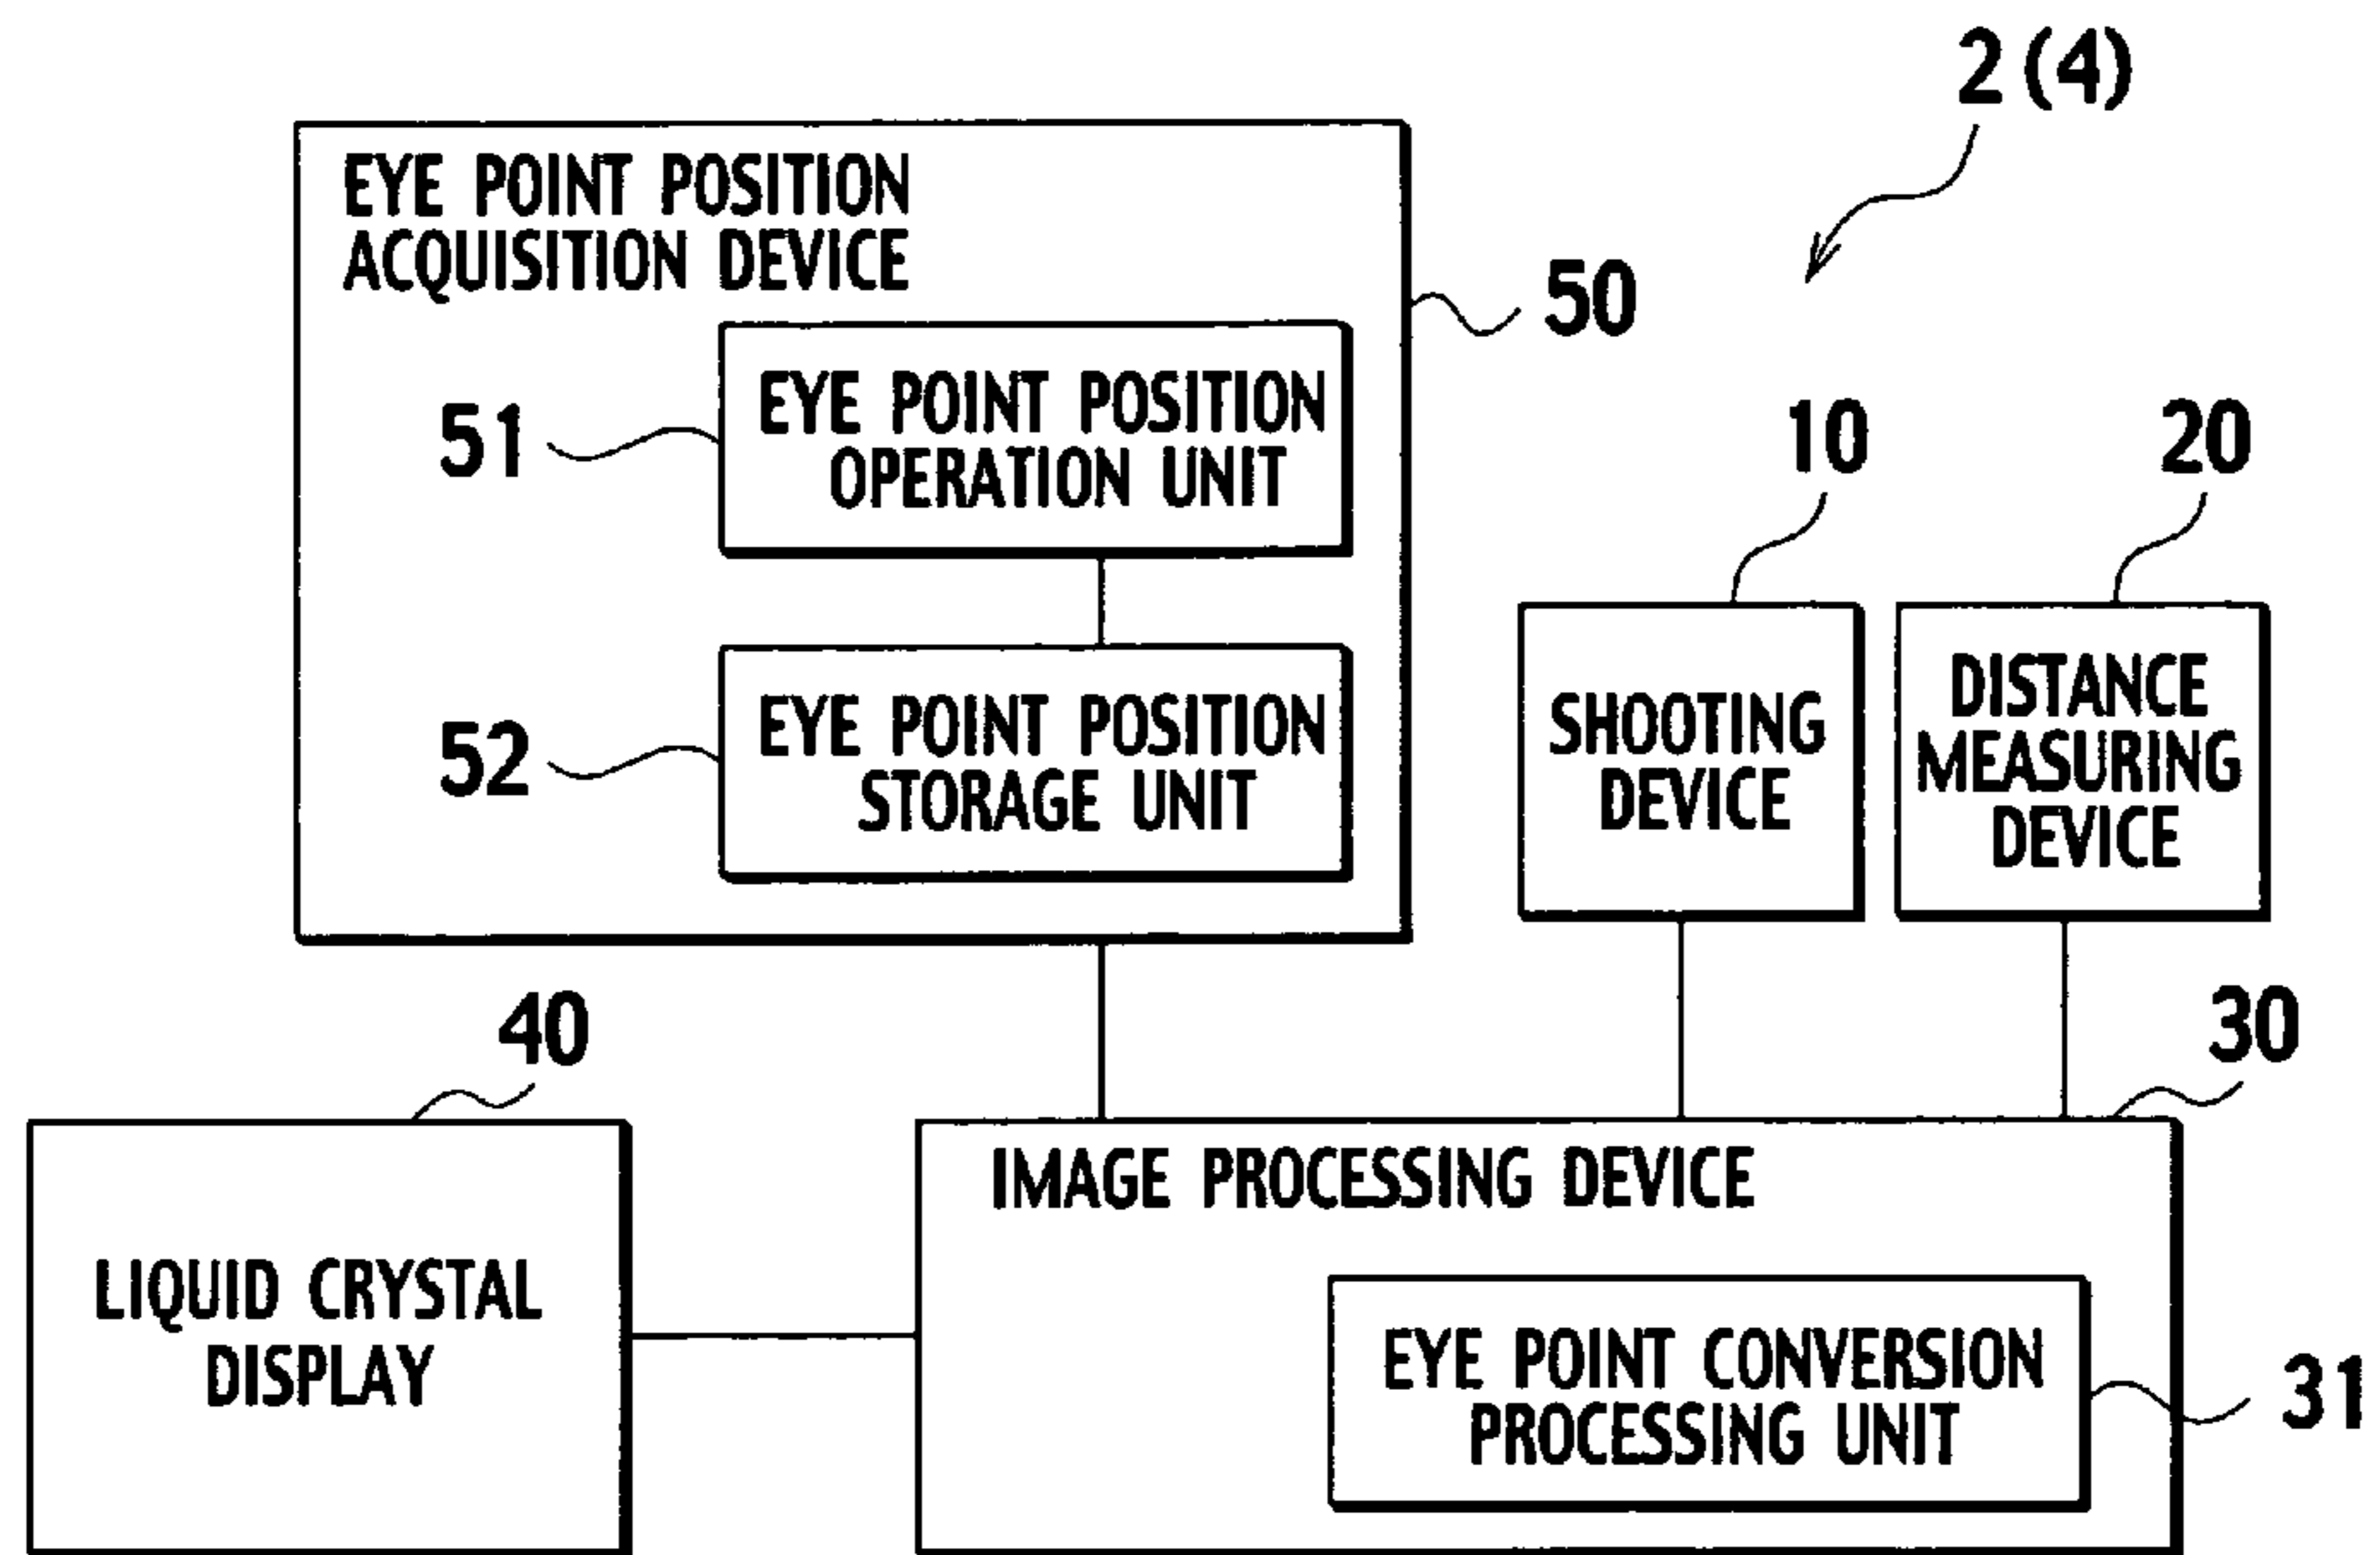 2 (4)
EYE POINT POSITION
ACQUISITION DEVICE
50
51
EYE POINT POSITION
OPERATION UNIT
10
20
52
EYE POINT POSITION
STORAGE UNIT
SHOOTING
DEVICE
DISTANCE
MEASURING
DEVICE
40
30
LIQUID CRYSTAL
DISPLAY
IMAGE PROCESSING DEVICE
EYE POINT CONVERSION
PROCESSING UNIT
31